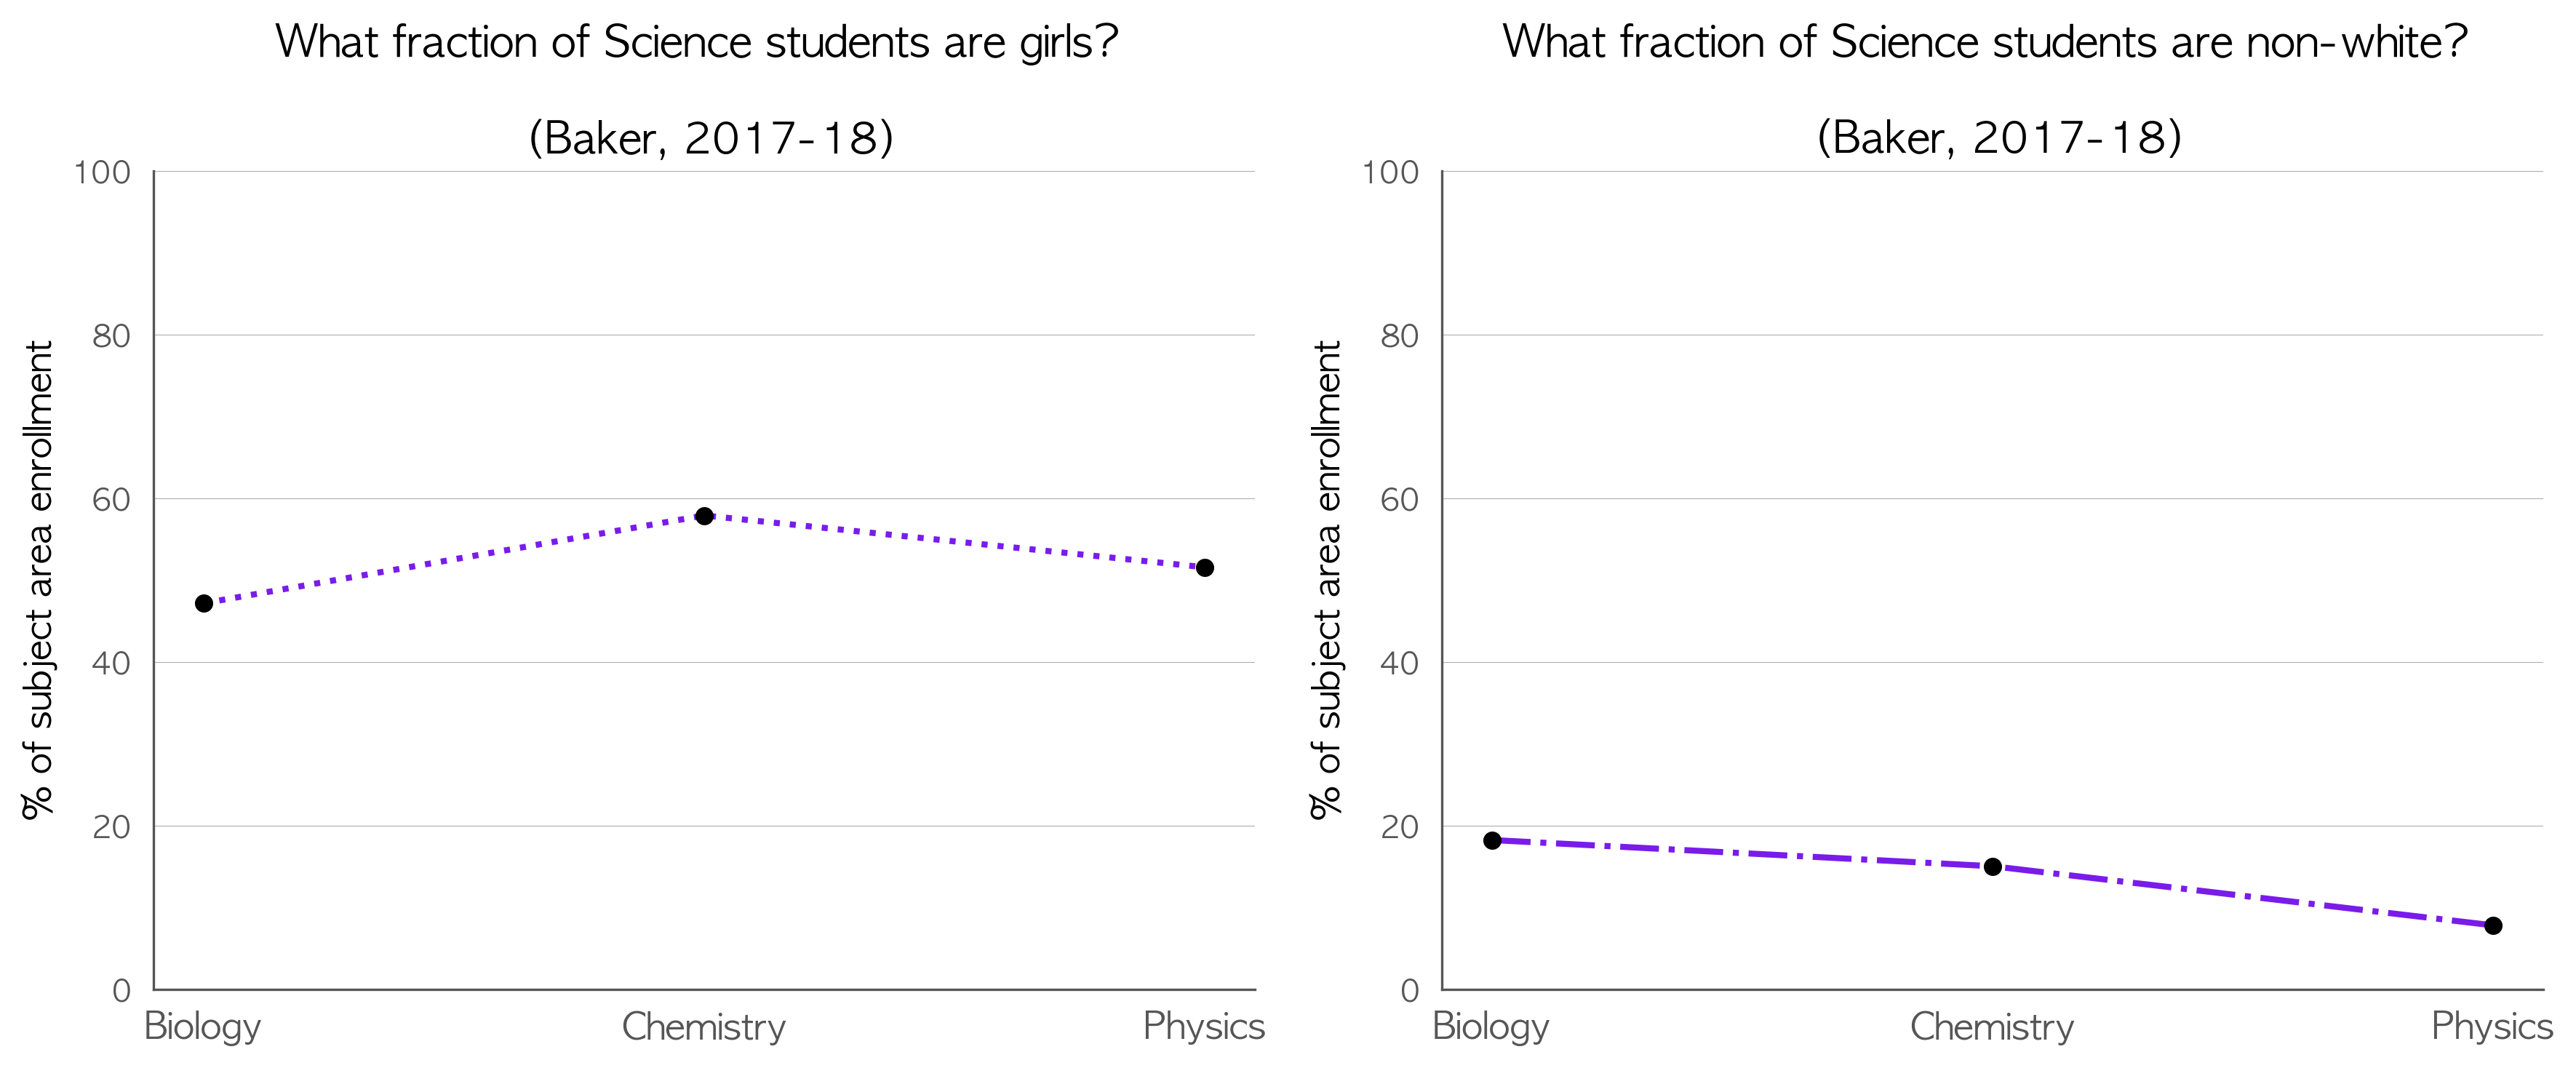 What fraction of Science students are girls?
(Baker, 2017-18)
% of subject area enrollment
100
80
60
40
20
0
Biology
Chemistry
Physics
What fraction of Science students are non-white?
(Baker, 2017-18)
% of subject area enrollment
100
80
60
40
20
0
Biology
Chemistry
Physics